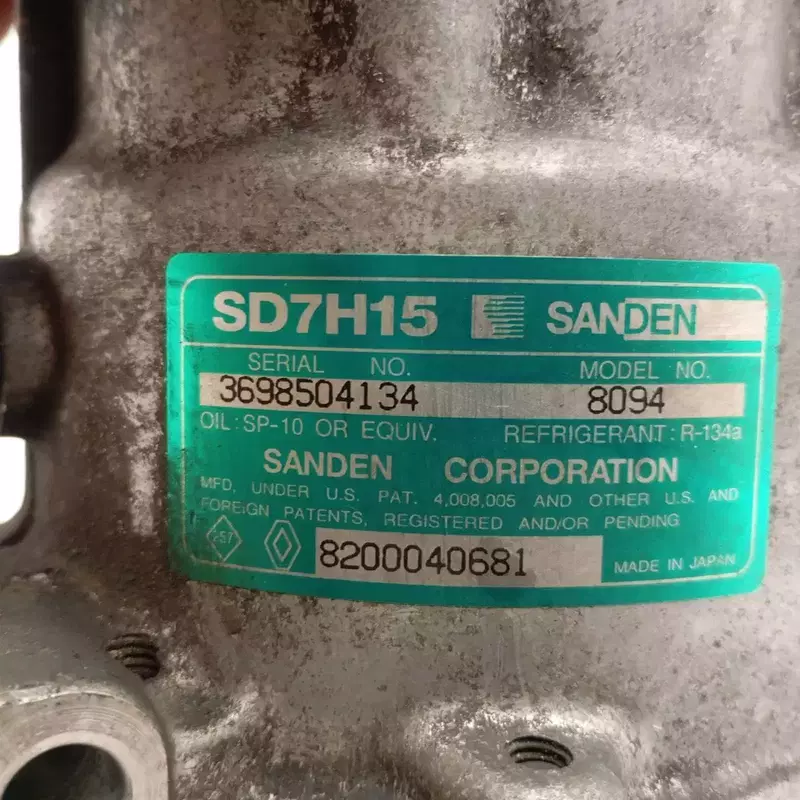 SD7H15 SANDEN
SERIAL NO. MODEL NO.
3698504134 8094
OIL: SP-10 OR EQUIV. REFRIGERANT: R-134a
SANDEN CORPORATION
MFD, UNDER U.S. PAT. 4,008,005 AND OTHER U.S. AND
FOREIGN PATENTS, REGISTERED AND/OR PENDING
8200040681 MADE IN JAPAN